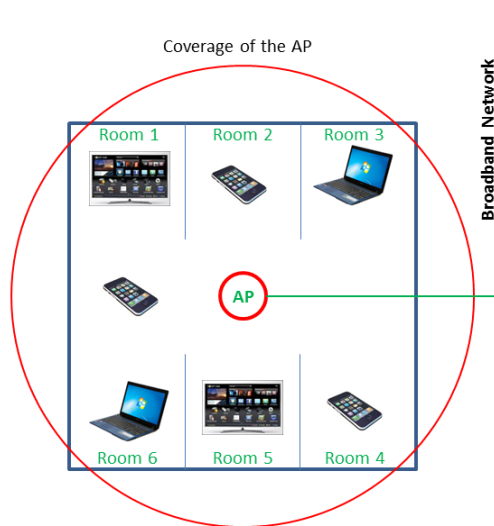 Coverage of the AP
Broadband Network
Room 1
Room 2
Room 3
AP
Room 6
Room 5
Room 4